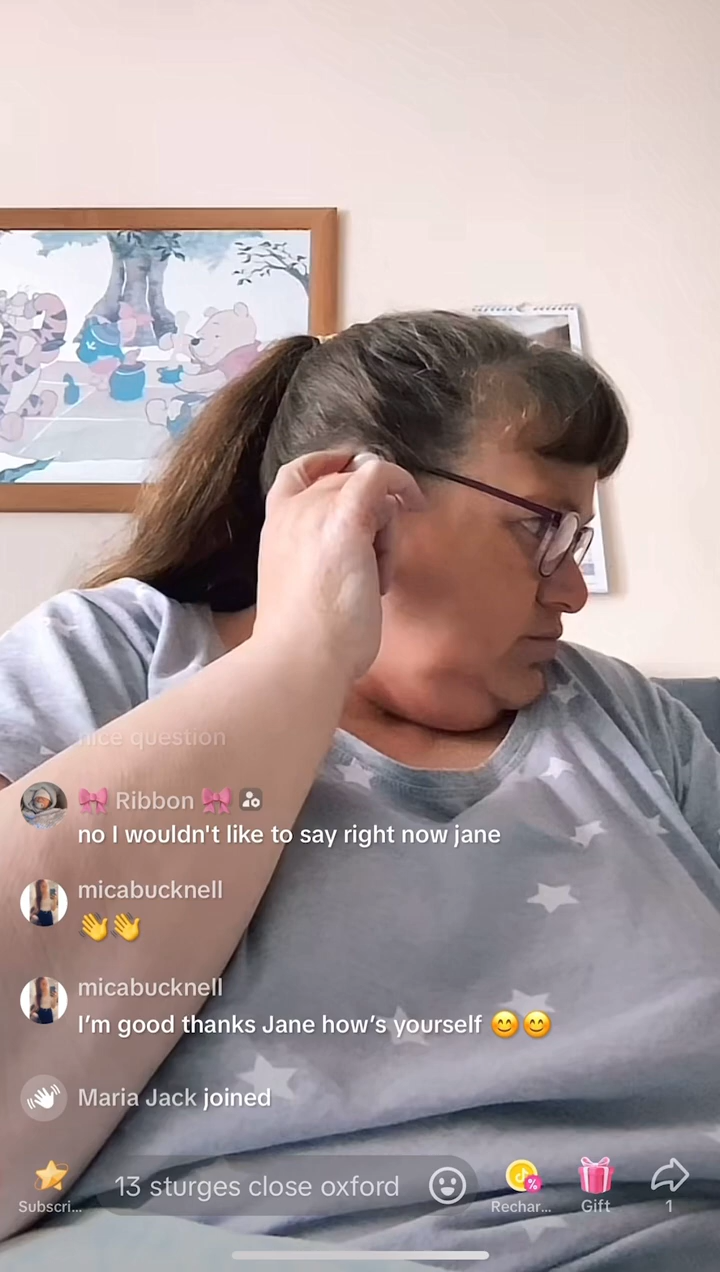 nice question
🎀 Ribbon 🎀
no I wouldn't like to say right now jane
micabucknell
👋👋
micabucknell
I'm good thanks Jane how's yourself 😊😊
Maria Jack joined
13 sturges close oxford
Subscri... Rechar... Gift 1